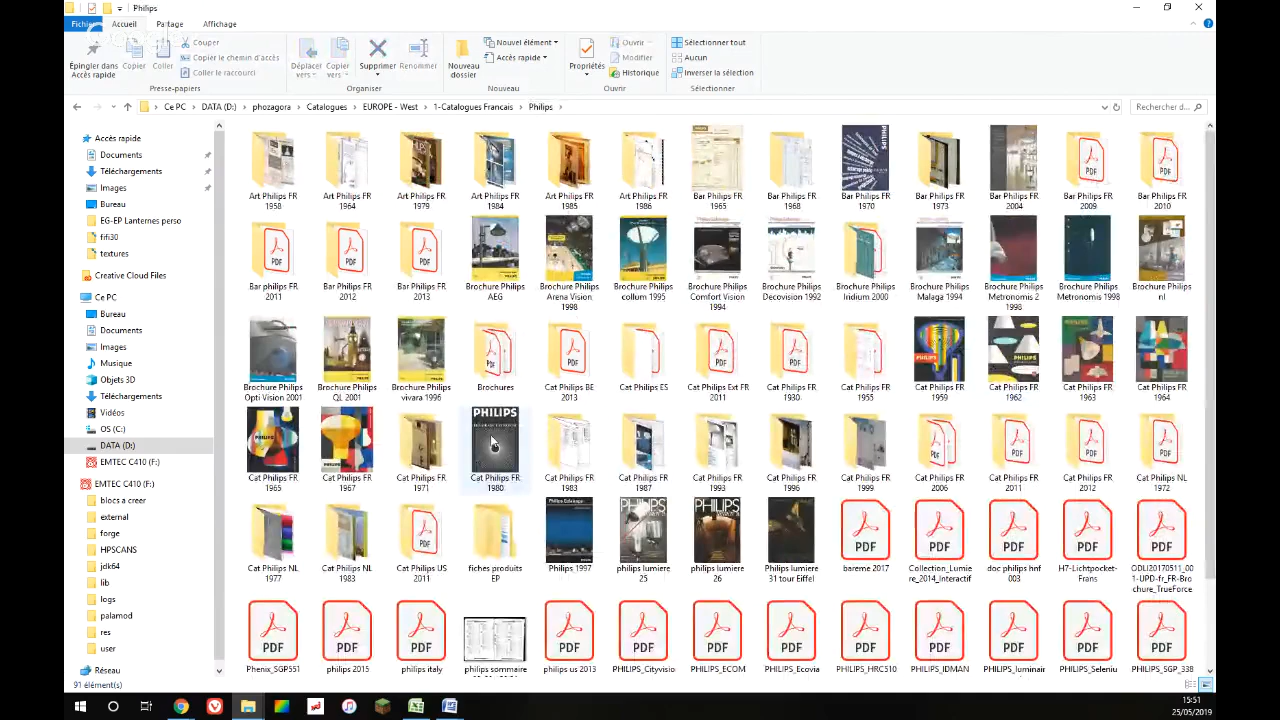 Philips
Fichier Accueil Partage Affichage
Épingler dans Accès rapide
Copier
Coller
Couper
Copier le chemin d'accès
Coller le raccourci
Presse-papiers
Déplacer vers
Copier vers
Supprimer
Renommer
Organiser
Nouveau dossier
Nouvel élément
Accès rapide
Nouveau
Propriétés
Ouvrir
Modifier
Historique
Ouvrir
Sélectionner tout
Aucun
Inverser la sélection
Sélectionner
Ce PC > DATA (D:) > phozagora > Catalogues > EUROPE - West > 1-Catalogues Francais > Philips >
Rechercher d...
Accès rapide
Documents
Téléchargements
Images
Bureau
EG-EP Lanternes perso
fifi30
textures
Creative Cloud Files
Ce PC
Bureau
Documents
Images
Musique
Objets 3D
Téléchargements
Vidéos
OS (C:)
DATA (D:)
EMTEC C410 (F:)
EMTEC C410 (F:)
blocs a creer
external
forge
HPSCANS
jdk64
lib
logs
palamod
res
user
Réseau
Art Philips FR 1958
Art Philips FR 1964
Art Philips FR 1979
Art Philips FR 1984
Art Philips FR 1985
Art Philips FR 1986
Bar Philips FR 1965
Bar Philips FR 1968
Bar Philips FR 1970
Bar Philips FR 1973
Bar Philips FR 2004
Bar Philips FR 2009
Bar Philips FR 2010
Bar philips FR 2011
Bar Philips FR 2012
Bar Philips FR 2013
Brochure Philips AEG
Brochure Philips Arena Vision 1998
Brochure Philips collum 1995
Brochure Philips Comfort Vision 1994
Brochure Philips Decovision 1992
Brochure Philips Iridium 2000
Brochure Philips Malaga 1994
Brochure Philips Metronomis 2 1998
Brochure Philips Metronomis 1998
Brochure Philips nl
Brochure Philips Opti Vision 2001
Brochure Philips QL 2001
Brochure Philips vivara 1996
Brochures
Cat Philips BE 2013
Cat Philips ES
Cat Philips Ext FR 2011
Cat Philips FR 1930
Cat Philips FR 1955
Cat Philips FR 1959
Cat Philips FR 1962
Cat Philips FR 1963
Cat Philips FR 1964
PHILIPS
Cat Philips FR 1965
Cat Philips FR 1967
Cat Philips FR 1971
Cat Philips FR 1980
Cat Philips FR 1983
Cat Philips FR 1987
Cat Philips FR 1993
Cat Philips FR 1996
Cat Philips FR 1999
Cat Philips FR 2006
Cat Philips FR 2011
Cat Philips FR 2012
Cat Philips NL 1972
Cat Philips NL 1977
Cat Philips NL 1983
Cat Philips US 2011
fiches produits EP
Philips 1997
philips lumiere 25
Philips lumiere 26
Philips lumiere 31 tour Eiffel
bareme 2017
Collection_Lumiere_2014_Interactif
doc philips hnf 003
H7-Lichtpocket-Frans
ODLI20170511_001-UPD-fr_FR-Brochure_TrueForce
Phenix_SGP551
philips 2015
philips italy
philips sommaire
philips us 2013
PHILIPS_Cityvisio
PHILIPS_ECOM
PHILIPS_Ecovia
PHILIPS_HRC510
PHILIPS_IDMAN
PHILIPS_luminair
PHILIPS_Seleniu
PHILIPS_SGP_338
91 élément(s)
15:51
25/05/2019